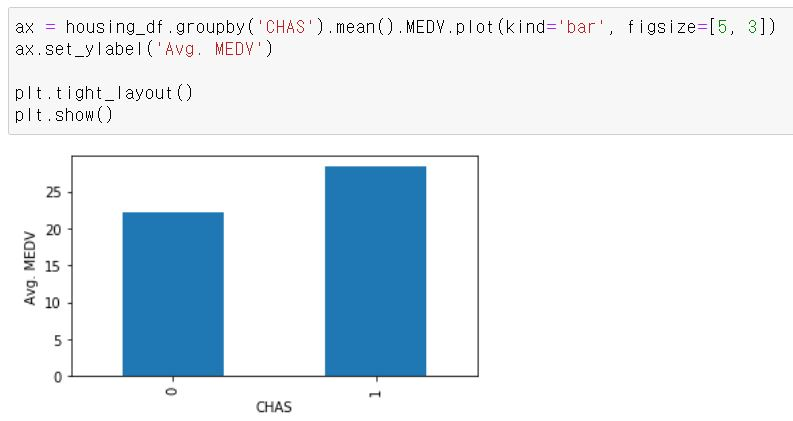 ax = housing_df.groupby('CHAS').mean().MEDV.plot(kind='bar', figsize=[5, 3])
ax.set_ylabel('Avg. MEDV')
plt.tight_layout()
plt.show()
25
20
15
10
5
0
Avg. MEDV
0
1
CHAS